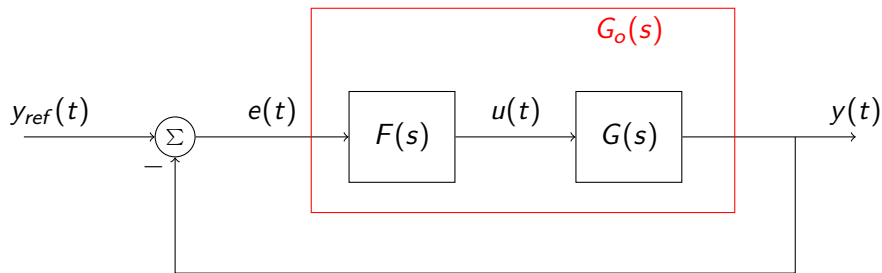 G_o(s)
y_ref(t)
Σ
−
e(t)
F(s)
u(t)
G(s)
y(t)